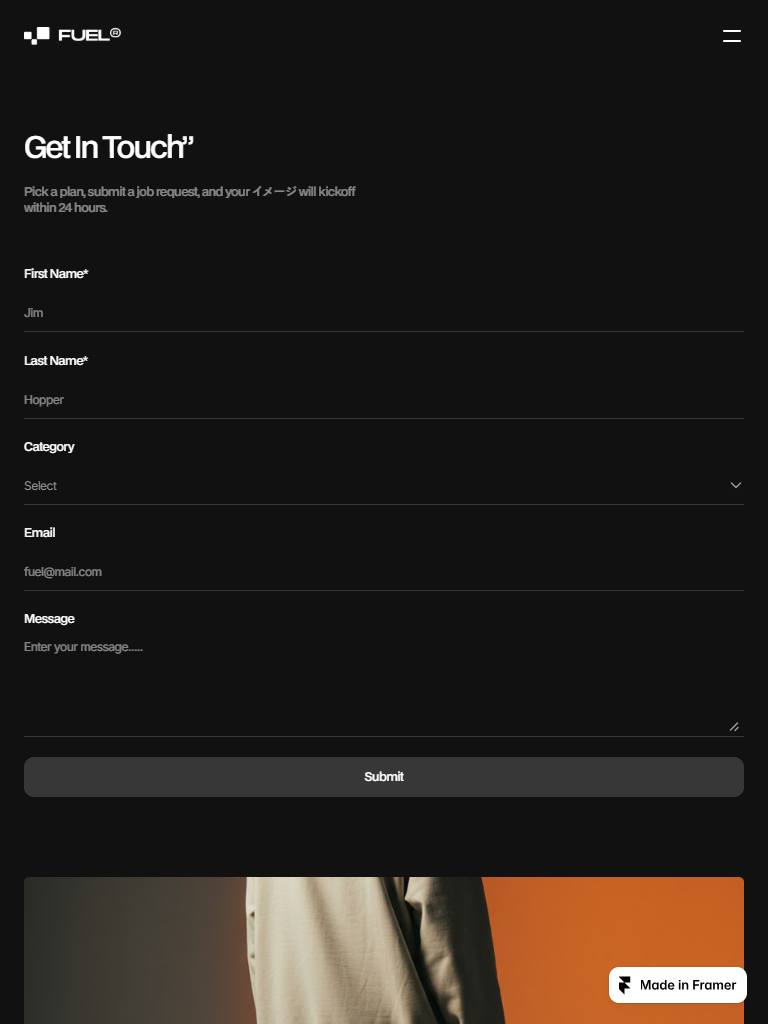 FUEL®
Get In Touch”
Pick a plan, submit a job request, and your イメージ will kickoff
within 24 hours.
First Name*
Jim
Last Name*
Hopper
Category
Select
Email
fuel@mail.com
Message
Enter your message.....
Submit
Made in Framer